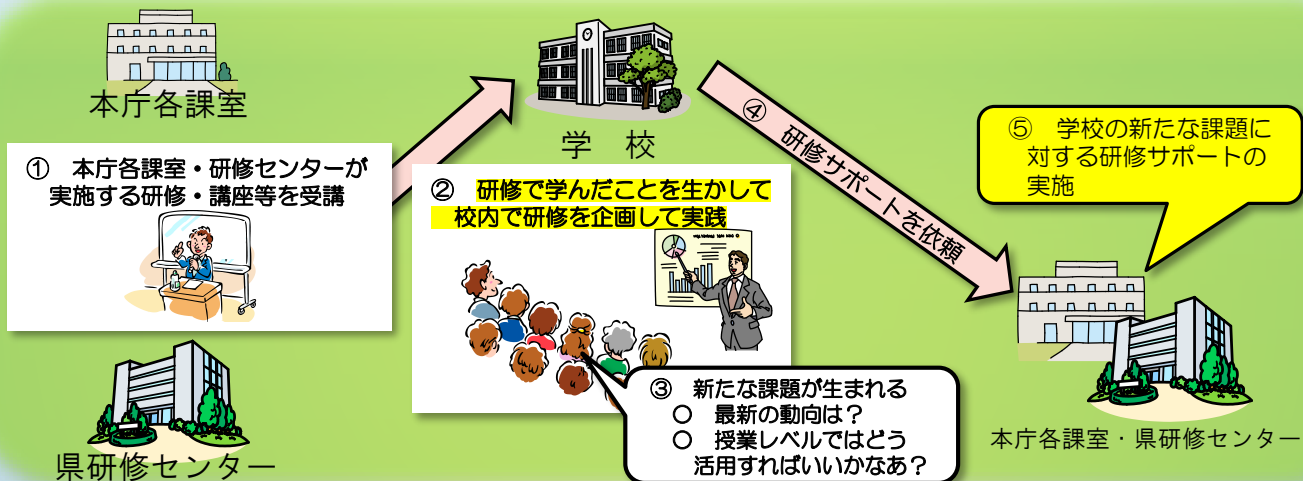 本庁各課室
① 本庁各課室・研修センターが
実施する研修・講座等を受講
県研修センター
学 校
② 研修で学んだことを生かして
校内で研修を企画して実践
③ 新たな課題が生まれる
○ 最新の動向は?
○ 授業レベルではどう
活用すればいいかなあ?
④ 研修サポートを依頼
⑤ 学校の新たな課題に
対する研修サポートの
実施
本庁各課室・県研修センター